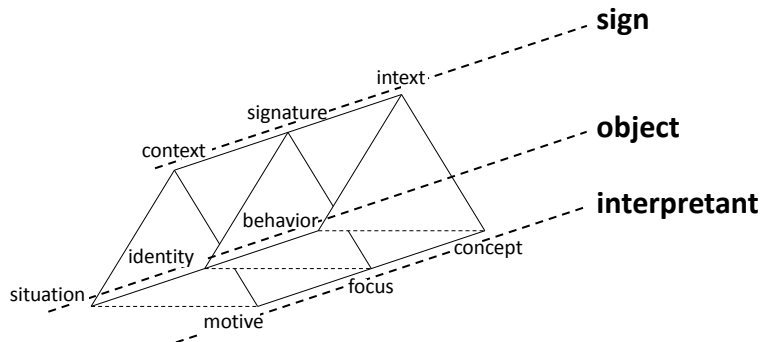 sign
intext
signature
object
context
interpretant
behavior
identity
concept
situation
focus
motive